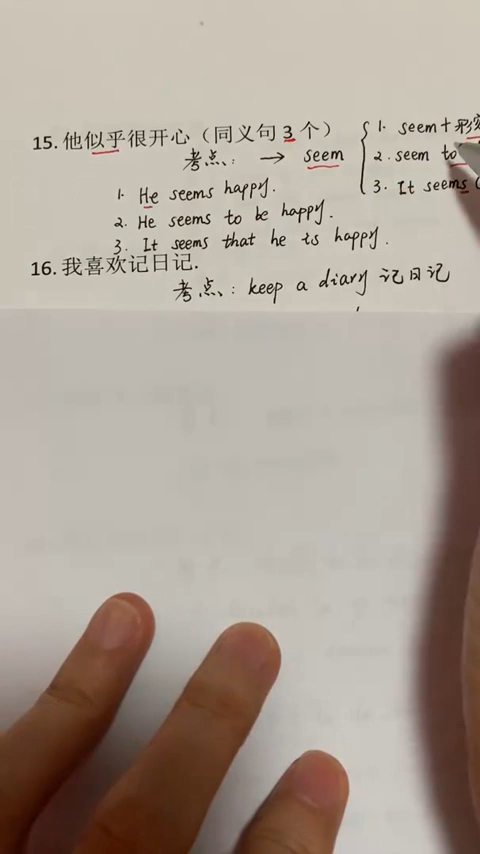 15. 他似乎很开心（同义句 3 个）
考点： → seem
1. seem + 形容
2. seem to
3. It seems
1. He seems happy.
2. He seems to be happy.
3. It seems that he is happy.
16. 我喜欢记日记.
考点：keep a diary 记日记